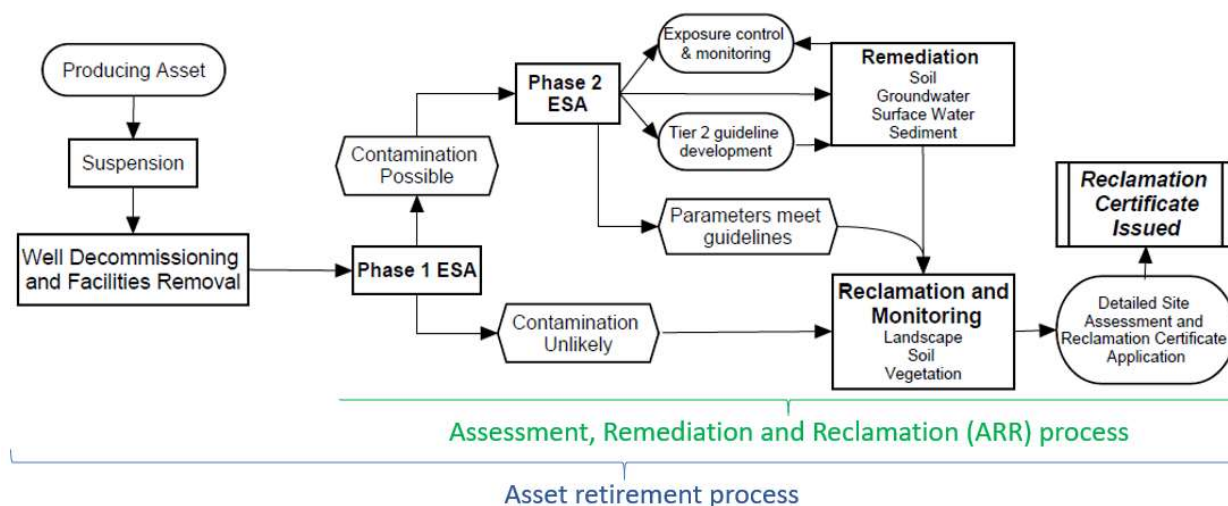 Producing Asset
Suspension
Well Decommissioning
and Facilities Removal
Phase 1 ESA
Contamination
Possible
Contamination
Unlikely
Phase 2
ESA
Exposure control
& monitoring
Tier 2 guideline
development
Parameters meet
guidelines
Remediation
Soil
Groundwater
Surface Water
Sediment
Reclamation and
Monitoring
Landscape
Soil
Vegetation
Detailed Site
Assessment and
Reclamation Certificate
Application
Reclamation
Certificate
Issued
Assessment, Remediation and Reclamation (ARR) process
Asset retirement process